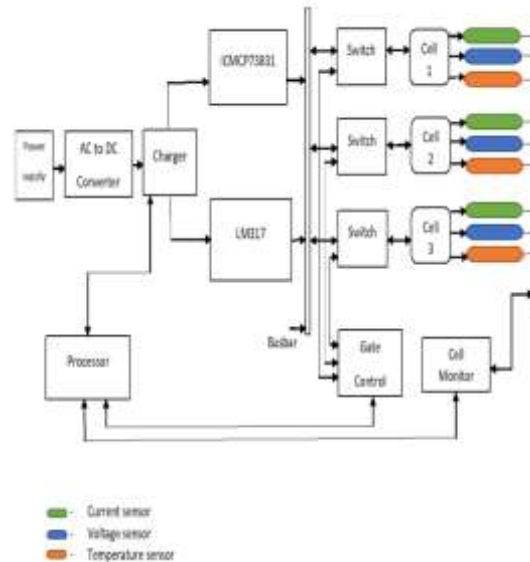 ICMCP73831
Switch
Cell
1
Power
supply
AC to DC
Converter
Charger
Switch
Cell
2
LM317
Switch
Cell
3
Busbar
Processor
Gate
Control
Cell
Monitor
- Current sensor
- Voltage sensor
- Temperature sensor